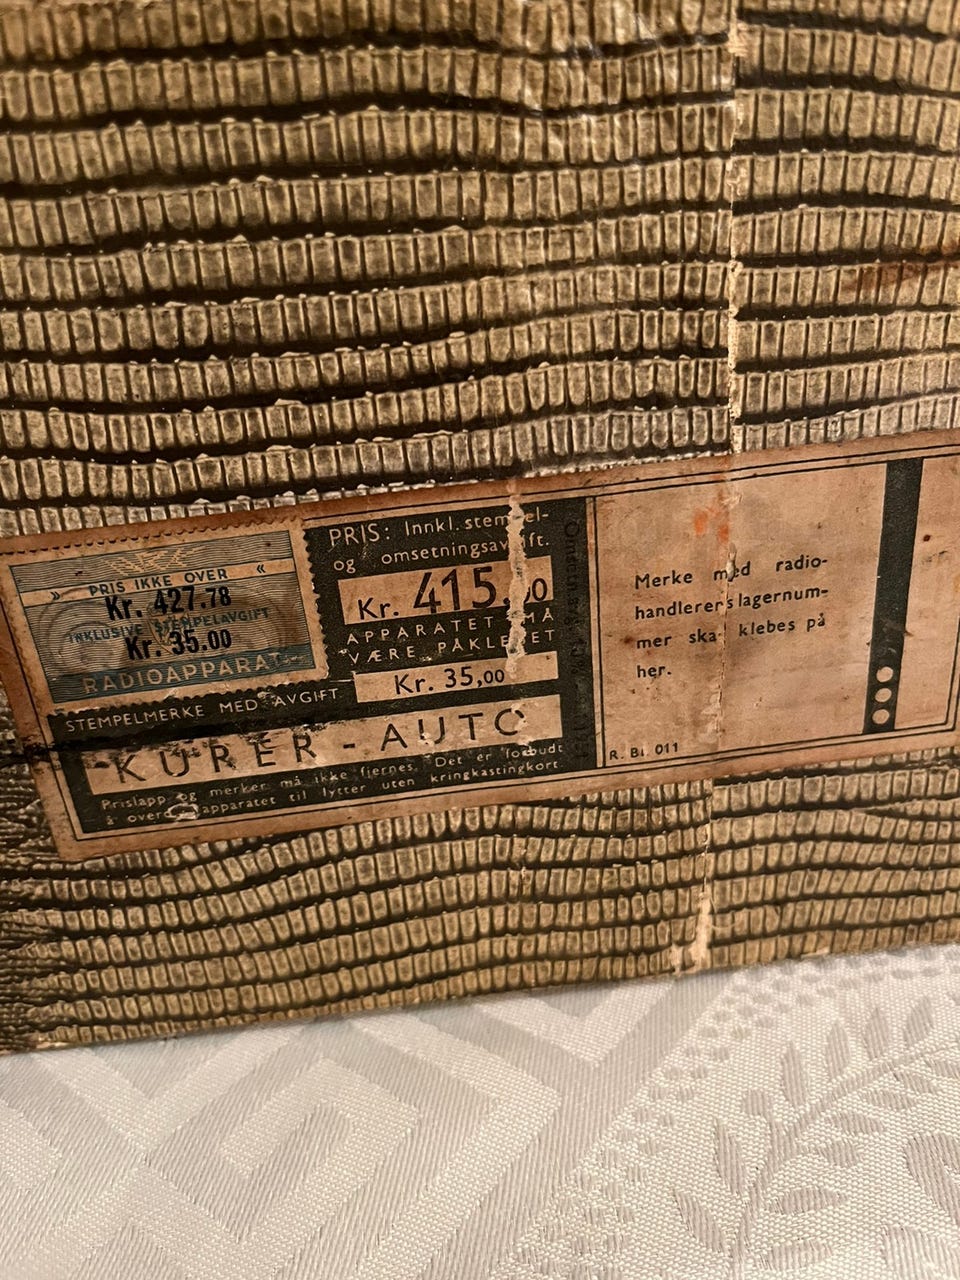 » PRIS IKKE OVER «
Kr. 427.78
INKLUSIVE STEMPELAVGIFT
Kr. 35.00
RADIOAPPARAT
PRIS: Innkl. stempel-
og omsetningsavgift.
Kr. 415,00
APPARATET MÅ
VÆRE PÅKLEBET
STEMPELMERKE MED AVGIFT Kr. 35,00
KURÉR - AUTO
Prislapp og merker må ikke fjernes. Det er forbudt
å overdra apparatet til lytter uten kringkastingkort.
Merke med radio-
handlerens lagernum-
mer skal klebes på
her.
R. Bl. 011